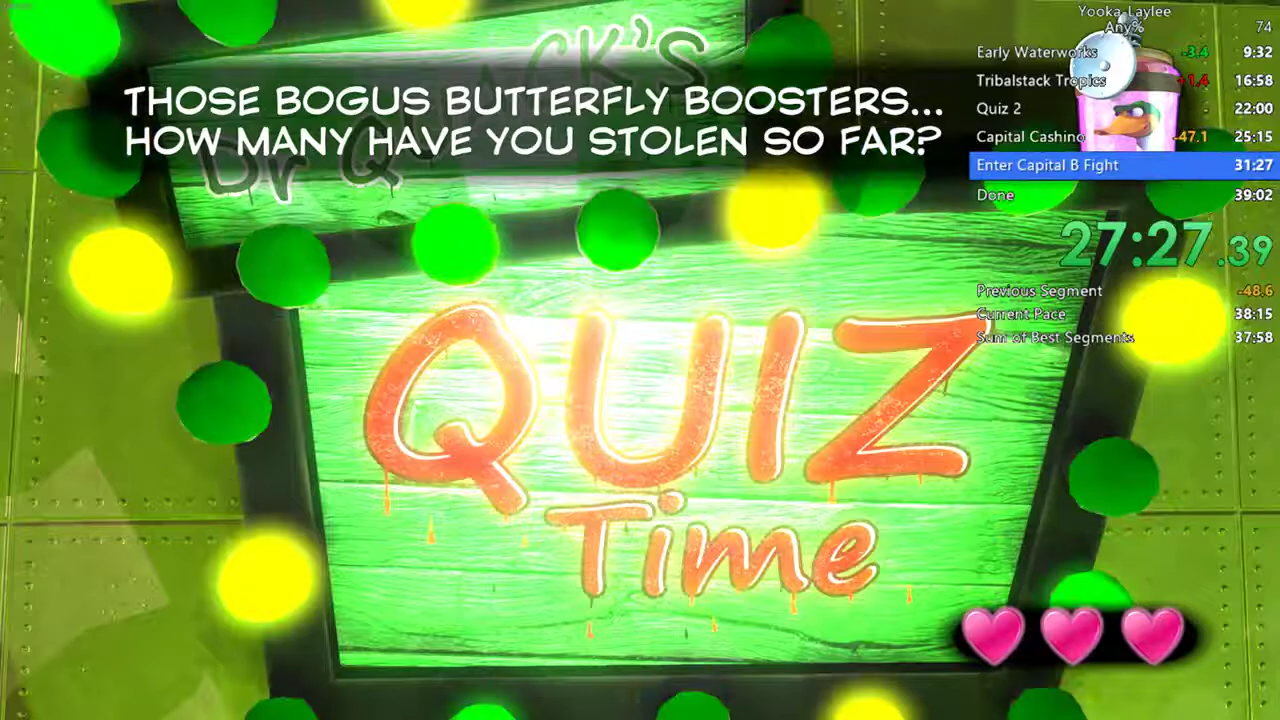 THOSE BOGUS BUTTERFLY BOOSTERS...
HOW MANY HAVE YOU STOLEN SO FAR?
Dr QUACK'S
QUIZ
Time
Yooka-Laylee
Any% 74
Early Waterworks -3.4 9:32
Tribalstack Tropics +1.4 16:58
Quiz 2 22:00
Capital Cashino -47.1 25:15
Enter Capital B Fight 31:27
Done 39:02
27:27.39
Previous Segment -48.6
Current Pace 38:15
Sum of Best Segments 37:58